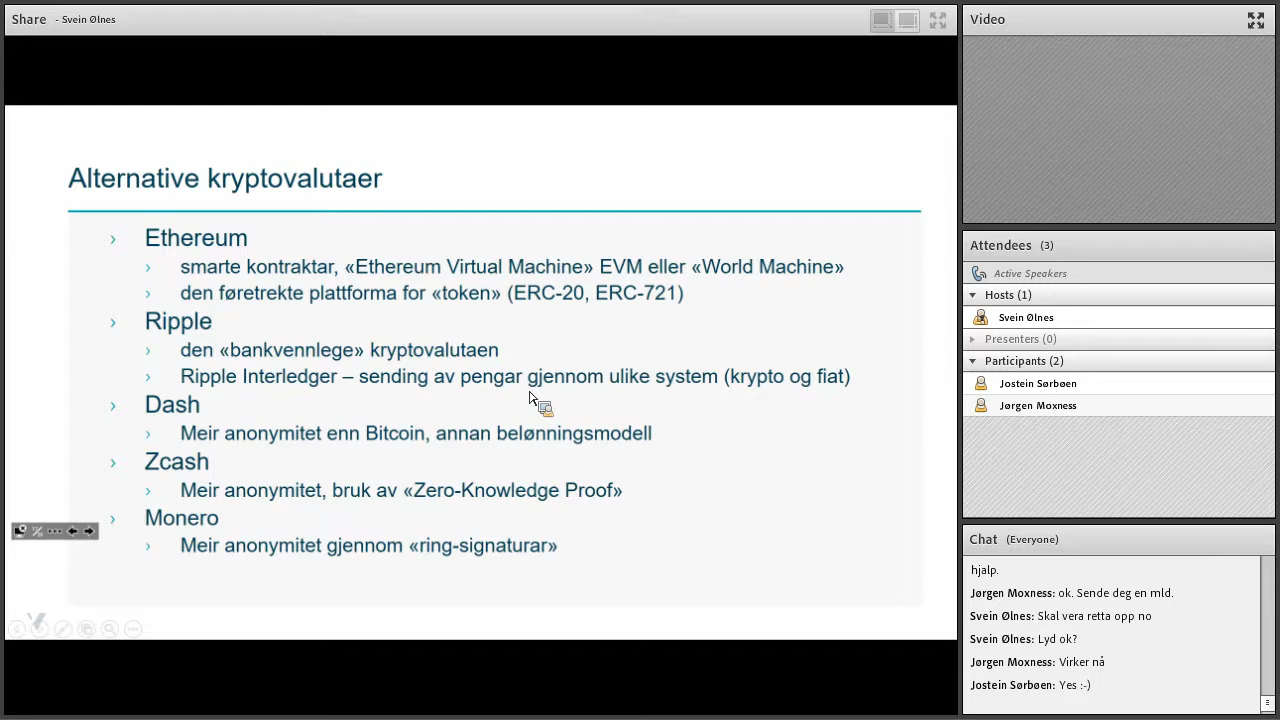 Share - Svein Ølnes
Alternative kryptovalutaer
Ethereum
smarte kontraktar, «Ethereum Virtual Machine» EVM eller «World Machine»
den føretrekte plattforma for «token» (ERC-20, ERC-721)
Ripple
den «bankvennlege» kryptovalutaen
Ripple Interledger – sending av pengar gjennom ulike system (krypto og fiat)
Dash
Meir anonymitet enn Bitcoin, annan belønningsmodell
Zcash
Meir anonymitet, bruk av «Zero-Knowledge Proof»
Monero
Meir anonymitet gjennom «ring-signaturar»
Video
Attendees (3)
Active Speakers
Hosts (1)
Svein Ølnes
Presenters (0)
Participants (2)
Jostein Sørbøen
Jørgen Moxness
Chat (Everyone)
hjalp.
Jørgen Moxness: ok. Sende deg en mld.
Svein Ølnes: Skal vera retta opp no
Svein Ølnes: Lyd ok?
Jørgen Moxness: Virker nå
Jostein Sørbøen: Yes :-)